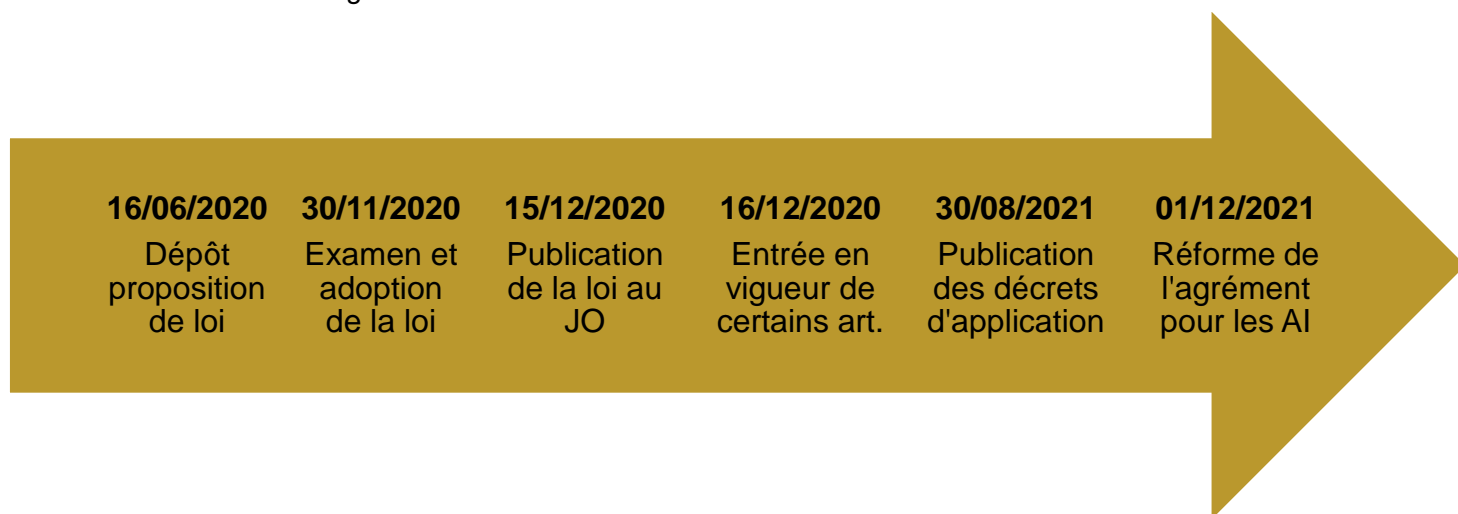 16/06/2020
Dépôt
proposition
de loi
30/11/2020
Examen et
adoption
de la loi
15/12/2020
Publication
de la loi au
JO
16/12/2020
Entrée en
vigueur de
certains art.
30/08/2021
Publication
des décrets
d'application
01/12/2021
Réforme de
l'agrément
pour les AI